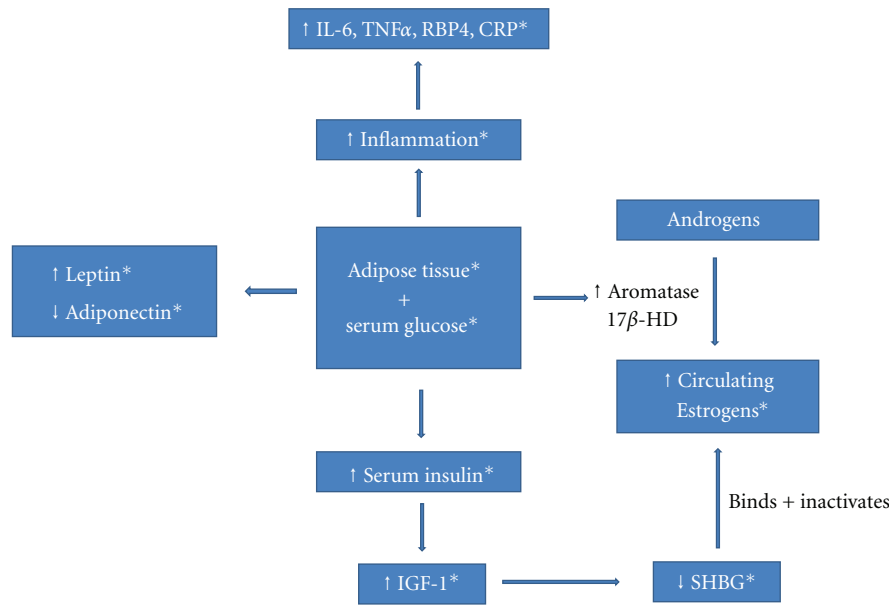 ↑ IL-6, TNFα, RBP4, CRP*
↑ Inflammation*
Androgens
↑ Leptin*
↓ Adiponectin*
Adipose tissue*
+
serum glucose*
↑ Aromatase
17β-HD
↑ Circulating
Estrogens*
↑ Serum insulin*
Binds + inactivates
↑ IGF-1*
↓ SHBG*